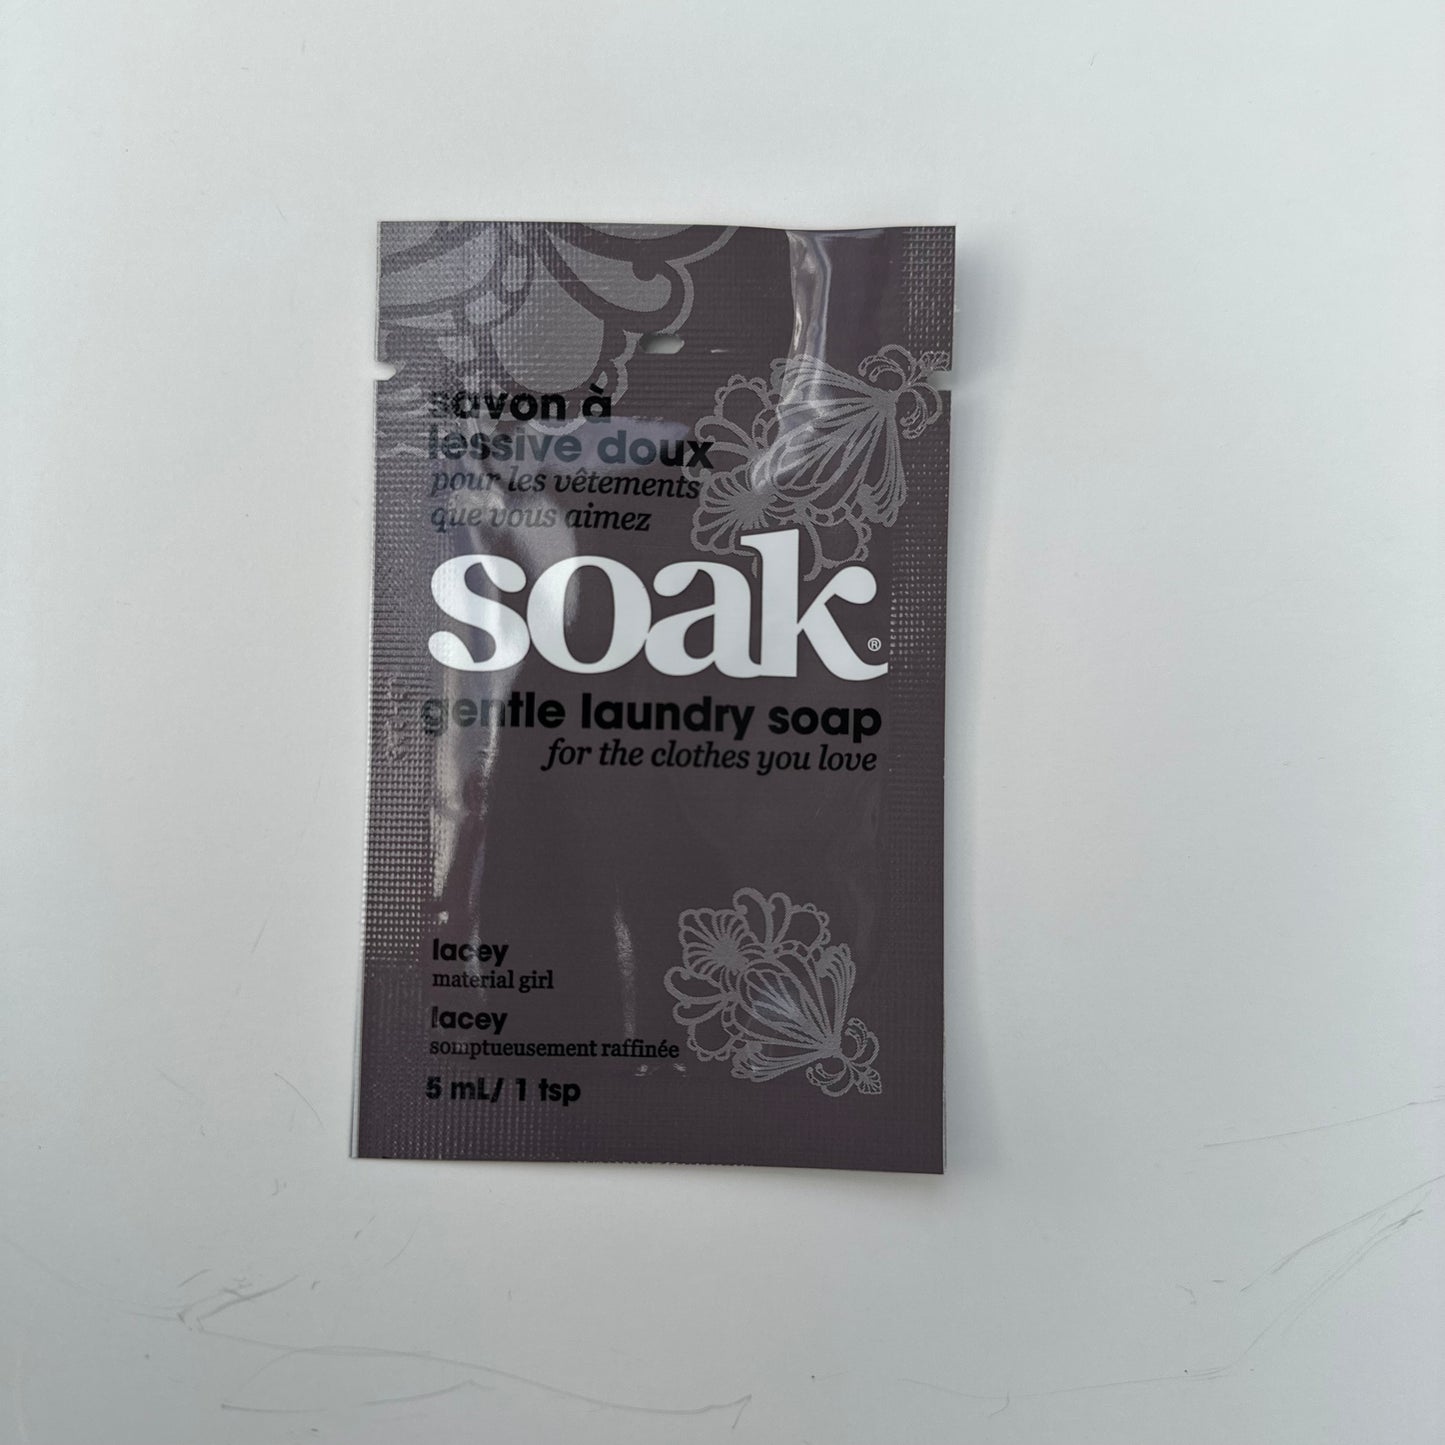 savon à
lessive doux
pour les vêtements
que vous aimez
soak®
gentle laundry soap
for the clothes you love
lacey
material girl
lacey
somptueusement raffinée
5 mL/ 1 tsp